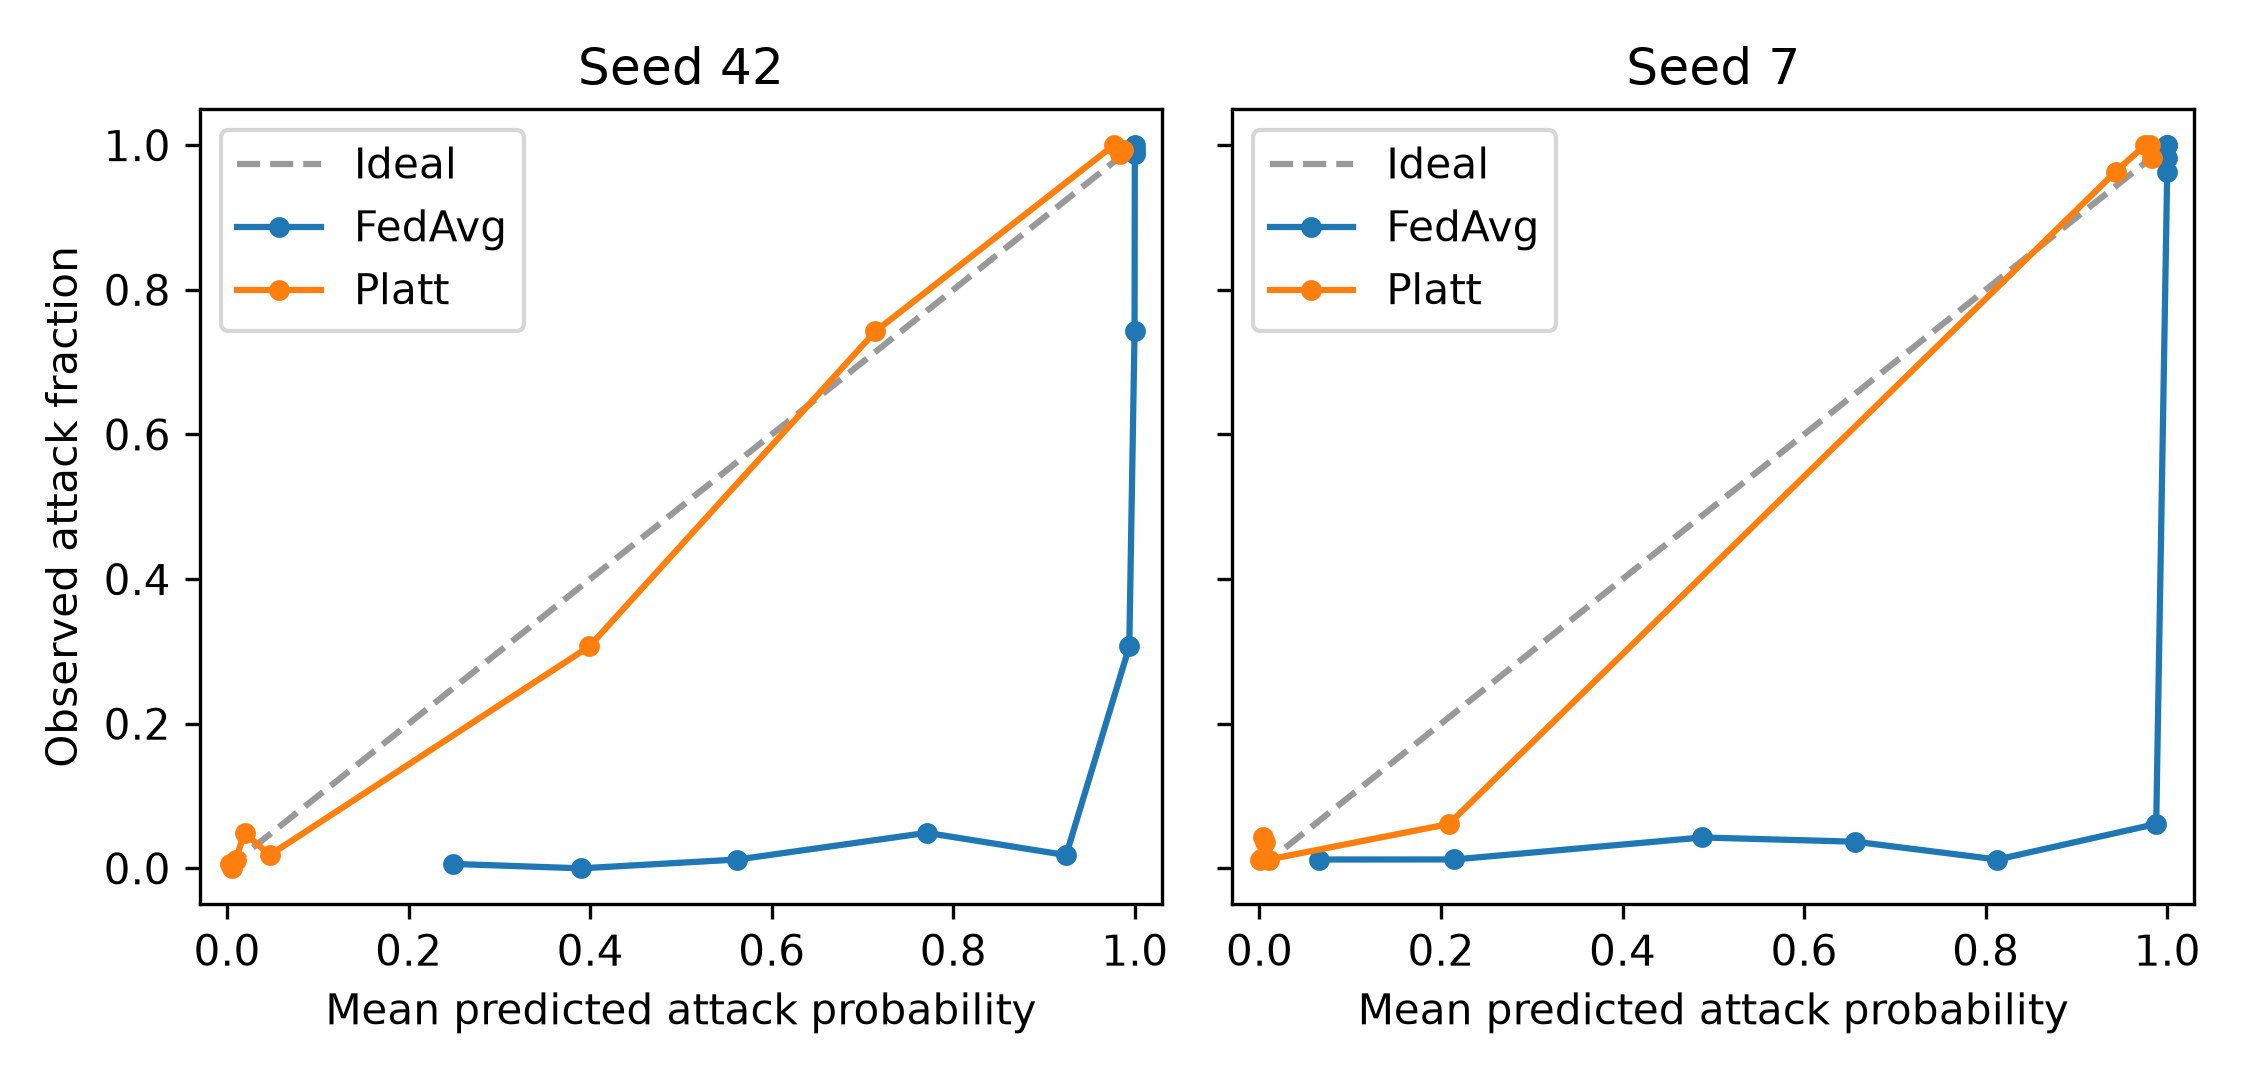 Seed 42
Seed 7
Ideal
FedAvg
Platt
Ideal
FedAvg
Platt
Observed attack fraction
1.0
0.8
0.6
0.4
0.2
0.0
0.0 0.2 0.4 0.6 0.8 1.0
0.0 0.2 0.4 0.6 0.8 1.0
Mean predicted attack probability
Mean predicted attack probability